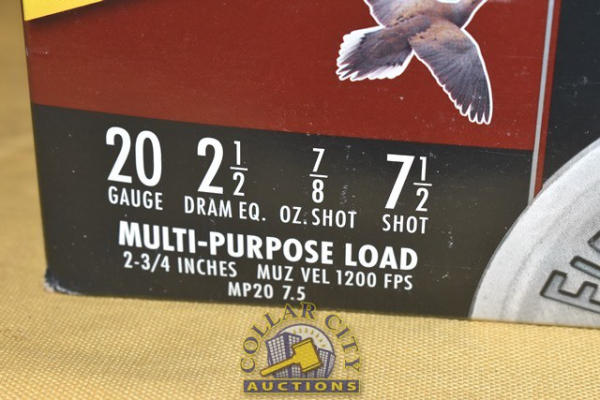 20 2 1/2 7/8 7 1/2
GAUGE DRAM EQ. OZ. SHOT SHOT
MULTI-PURPOSE LOAD
2-3/4 INCHES MUZ VEL 1200 FPS
MP20 7.5
COLLAR CITY
AUCTIONS